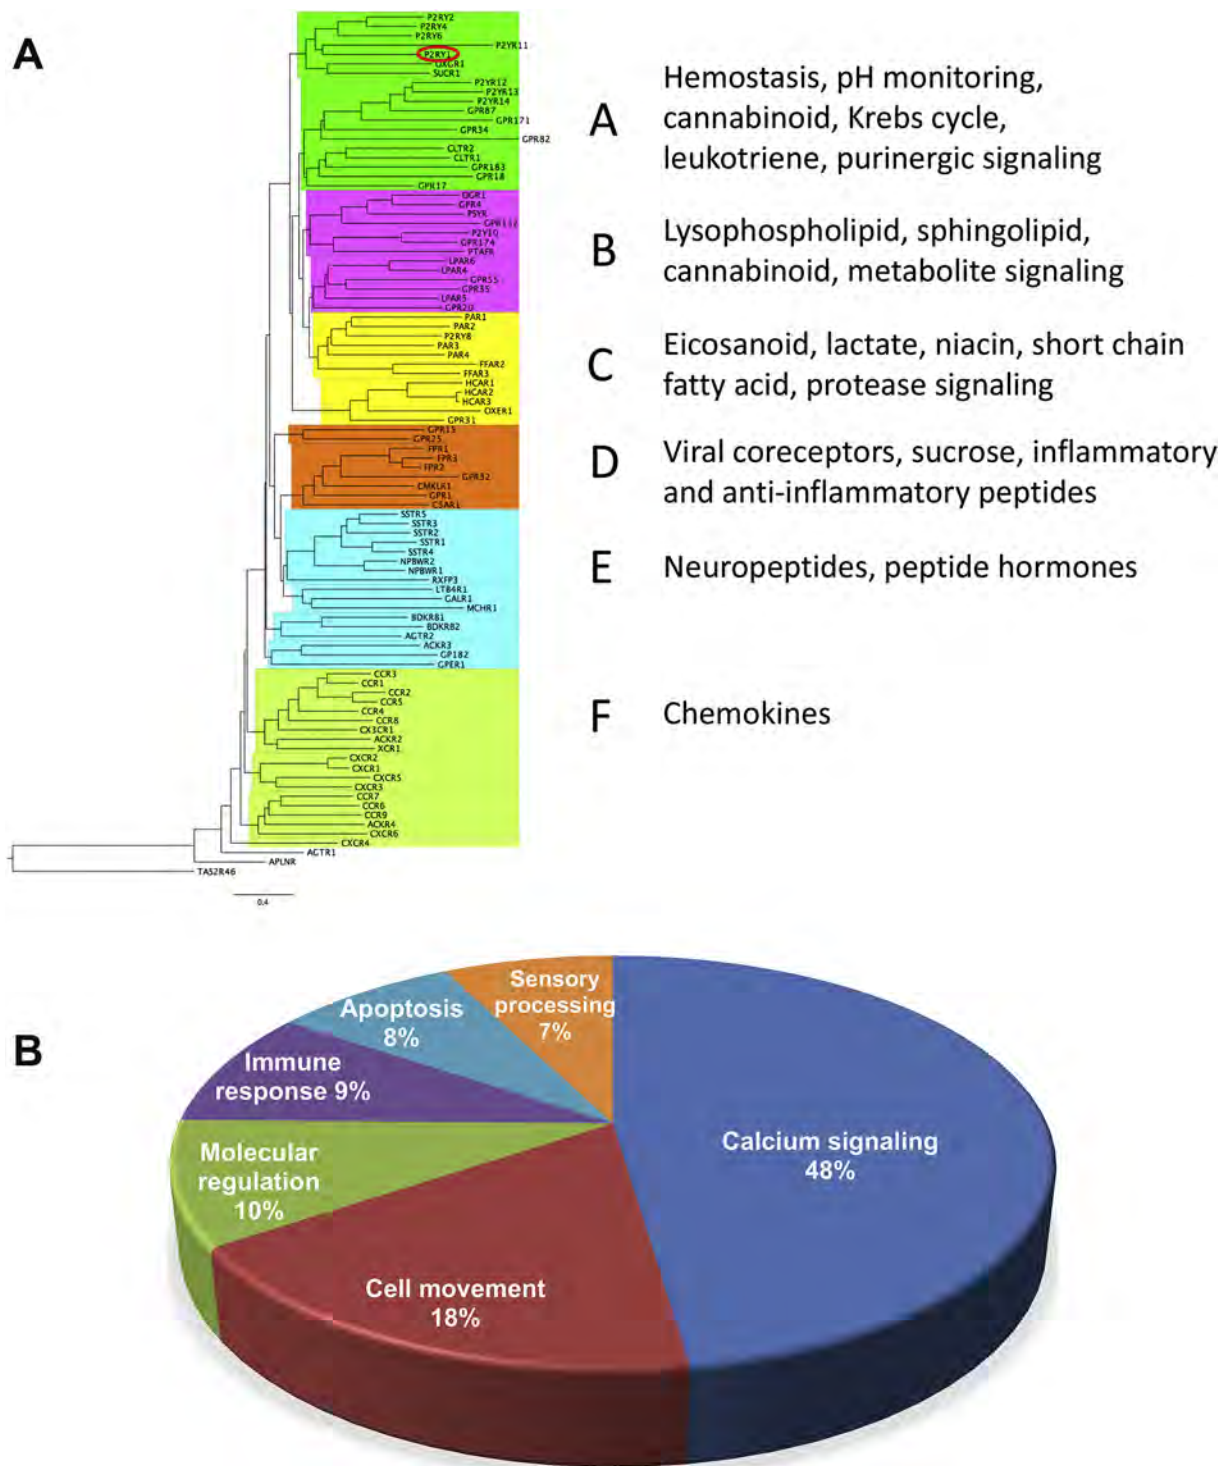 A
P2RY2
P2RY4
P2RY6
P2YR11
P2RY1
OXGR1
SUCR1
P2YR12
P2YR13
P2YR14
GPR87
GPR171
GPR34
GPR82
CLTR2
CLTR1
GPR183
GPR18
GPR17
OGR1
GPR4
PSYR
GPR132
P2Y10
GPR174
PTAFR
LPAR6
LPAR4
GPR55
GPR35
LPAR5
GPR20
PAR1
PAR2
P2RY8
PAR3
PAR4
FFAR2
FFAR3
HCAR1
HCAR2
HCAR3
OXER1
GPR31
GPR15
GPR25
FPR1
FPR3
FPR2
GPR32
CMKLR1
GPR1
C5AR1
SSTR5
SSTR3
SSTR2
SSTR1
SSTR4
NPBWR2
NPBWR1
RXFP3
LTB4R1
GALR1
MCHR1
BDKRB1
BDKRB2
AGTR2
ACKR3
GP182
GPER1
CCR3
CCR1
CCR2
CCR5
CCR4
CCR8
CX3CR1
ACKR2
XCR1
CXCR2
CXCR1
CXCR5
CXCR3
CCR7
CCR6
CCR9
ACKR4
CXCR6
CXCR4
AGTR1
APLNR
TAS2R46
0.4
A
Hemostasis, pH monitoring,
cannabinoid, Krebs cycle,
leukotriene, purinergic signaling
B
Lysophospholipid, sphingolipid,
cannabinoid, metabolite signaling
C
Eicosanoid, lactate, niacin, short chain
fatty acid, protease signaling
D
Viral coreceptors, sucrose, inflammatory
and anti-inflammatory peptides
E
Neuropeptides, peptide hormones
F
Chemokines
B
Sensory
processing
7%
Apoptosis
8%
Immune
response 9%
Molecular
regulation
10%
Cell movement
18%
Calcium signaling
48%